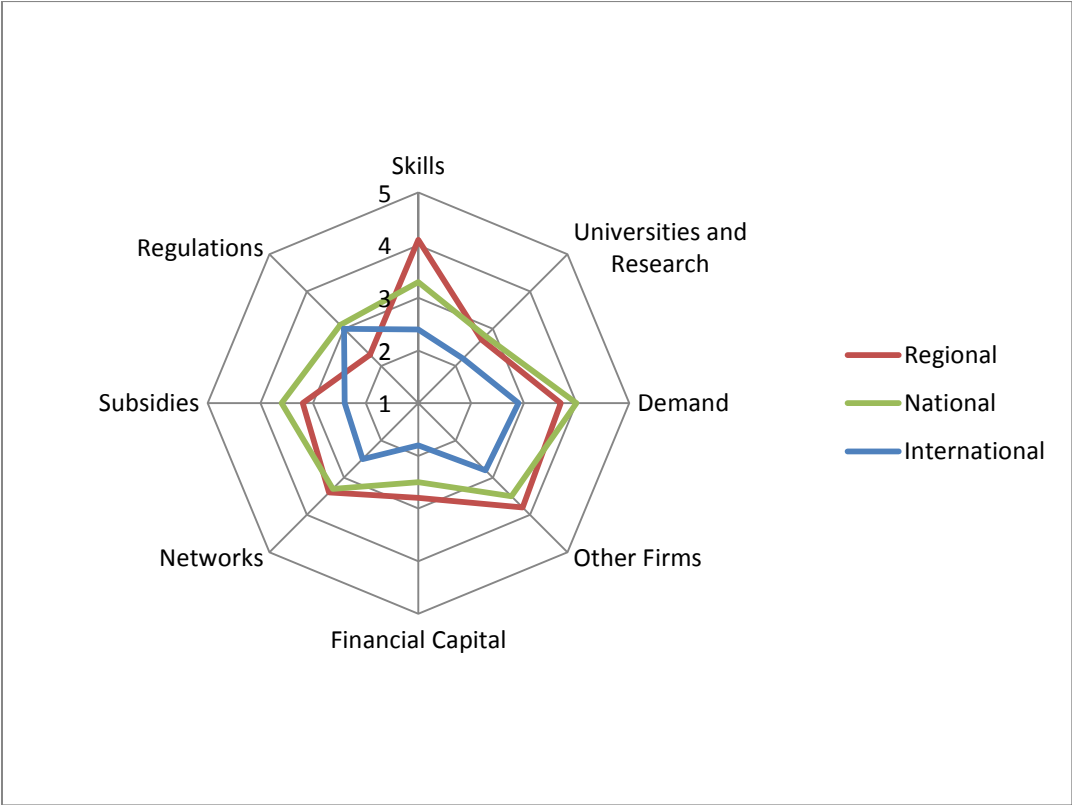 Skills
5
4
3
2
1
Universities and
Research
Demand
Other Firms
Financial Capital
Networks
Subsidies
Regulations
Regional
National
International